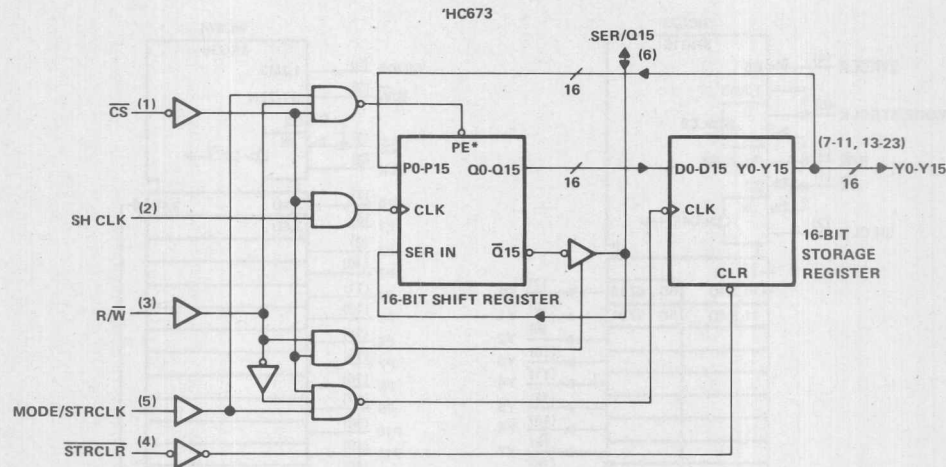 'HC673
SER/Q15
(6)
16
CS (1)
PE*
P0-P15 Q0-Q15
16
D0-D15 Y0-Y15
(7-11, 13-23)
16
Y0-Y15
SH CLK (2)
CLK
CLK
SER IN
Q15
16-BIT
STORAGE
REGISTER
CLR
16-BIT SHIFT REGISTER
R/W (3)
MODE/STRCLK (5)
STRCLR (4)